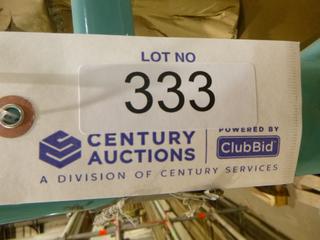 LOT NO
333
CENTURY AUCTIONS
POWERED BY
ClubBid
A DIVISION OF CENTURY SERVICES